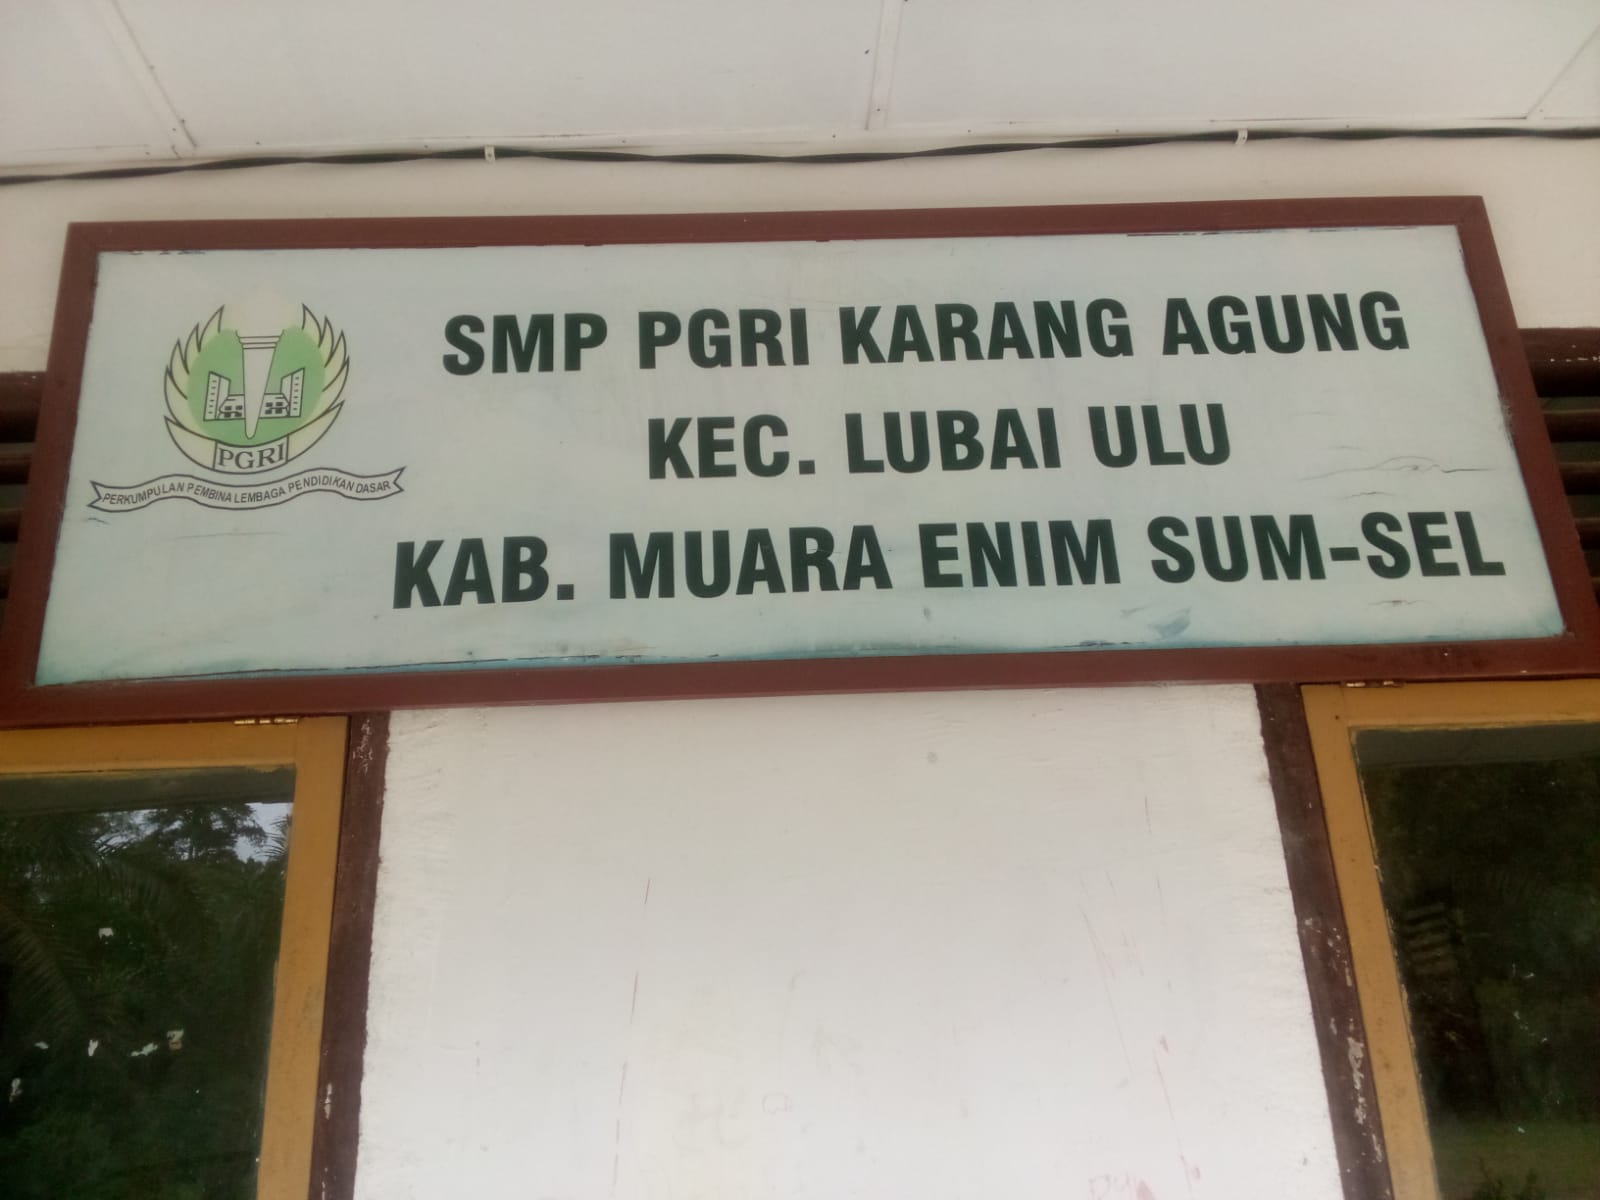 SMP PGRI KARANG AGUNG
KEC. LUBAI ULU
KAB. MUARA ENIM SUM-SEL
PGRI
PERKUMPULAN PEMBINA LEMBAGA PENDIDIKAN DASAR